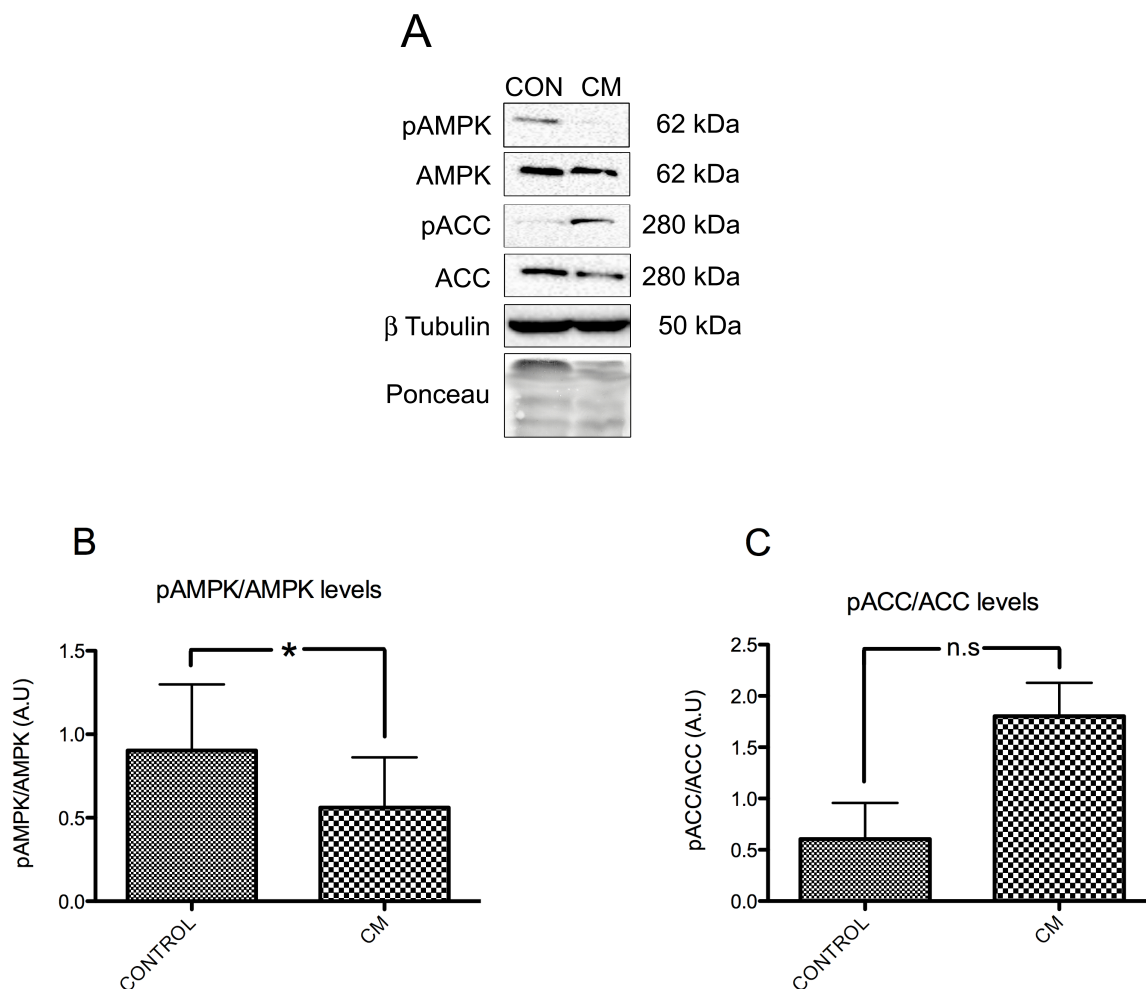 A
CON CM
pAMPK 62 kDa
AMPK 62 kDa
pACC 280 kDa
ACC 280 kDa
β Tubulin 50 kDa
Ponceau
B
pAMPK/AMPK levels
pAMPK/AMPK (A.U)
1.5
1.0
0.5
0.0
*
CONTROL
CM
C
pACC/ACC levels
pACC/ACC (A.U)
2.5
2.0
1.5
1.0
0.5
0.0
n.s
CONTROL
CM